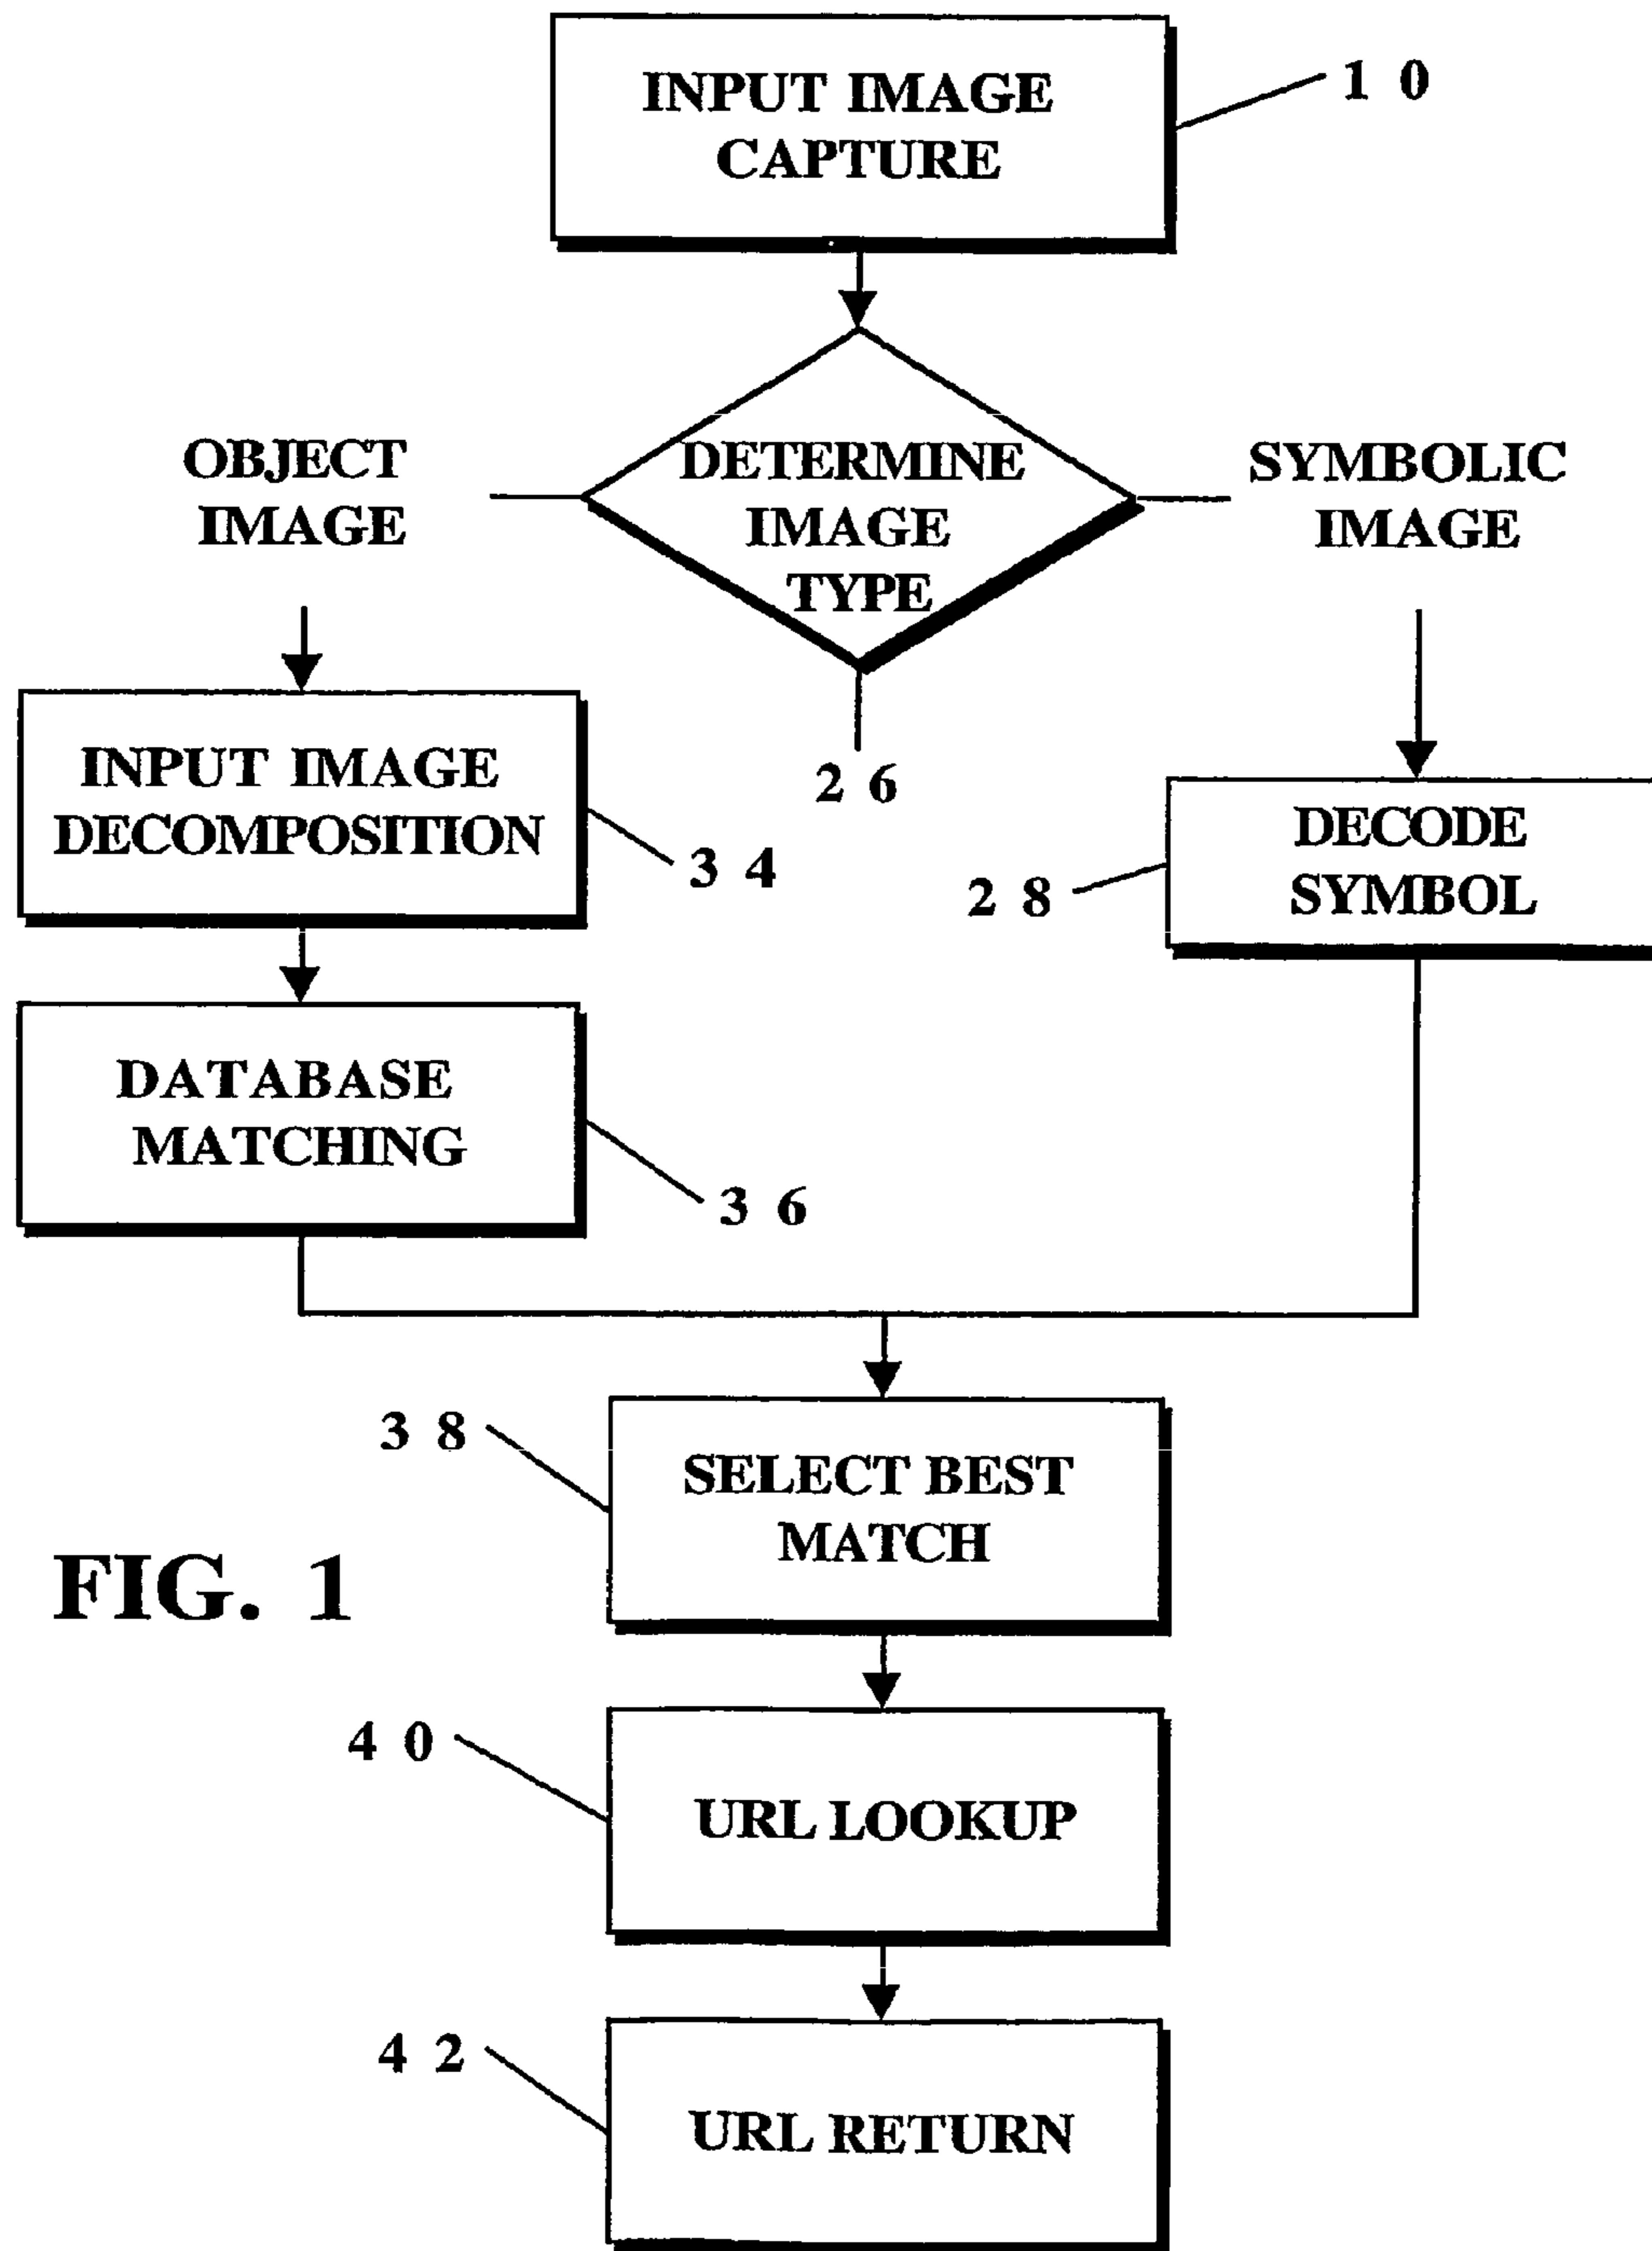 INPUT IMAGE
CAPTURE
1 0
OBJECT
IMAGE
DETERMINE
IMAGE
TYPE
SYMBOLIC
IMAGE
2 6
INPUT IMAGE
DECOMPOSITION
3 4
DECODE
SYMBOL
2 8
DATABASE
MATCHING
3 6
3 8
SELECT BEST
MATCH
FIG. 1
4 0
URL LOOKUP
4 2
URL RETURN